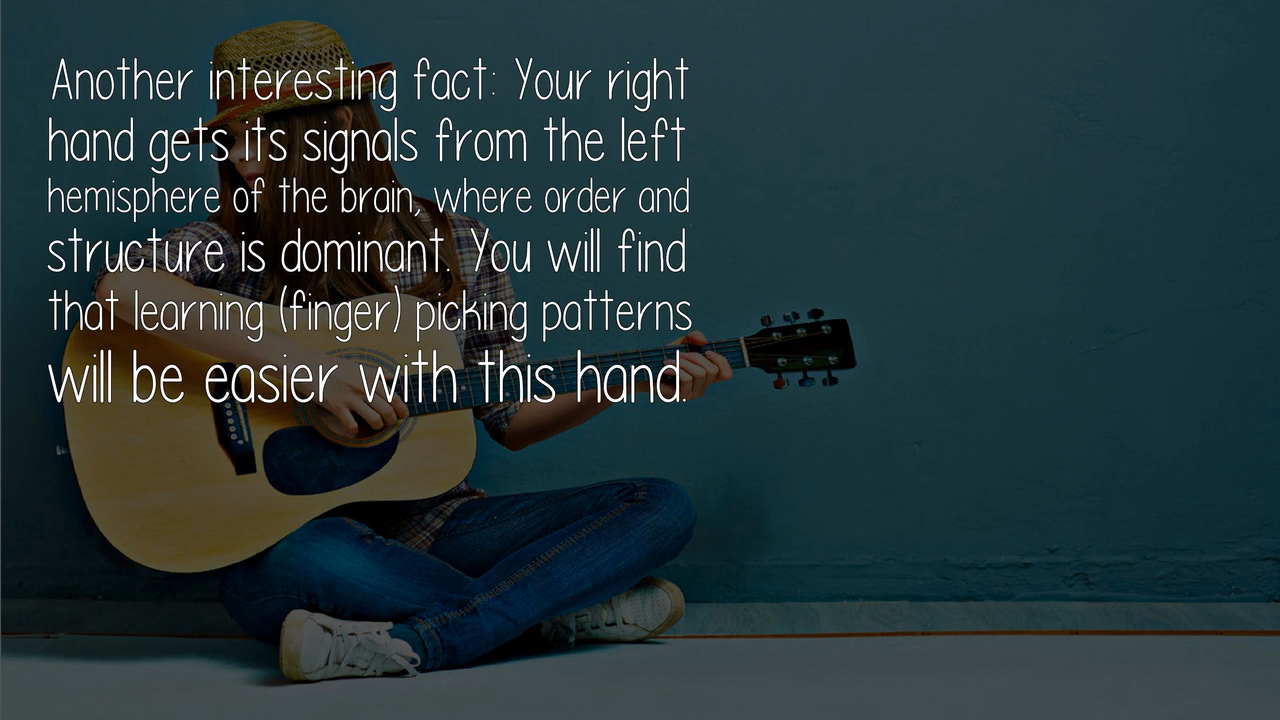 Another interesting fact: Your right
hand gets its signals from the left
hemisphere of the brain, where order and
structure is dominant. You will find
that learning (finger) picking patterns
will be easier with this hand.